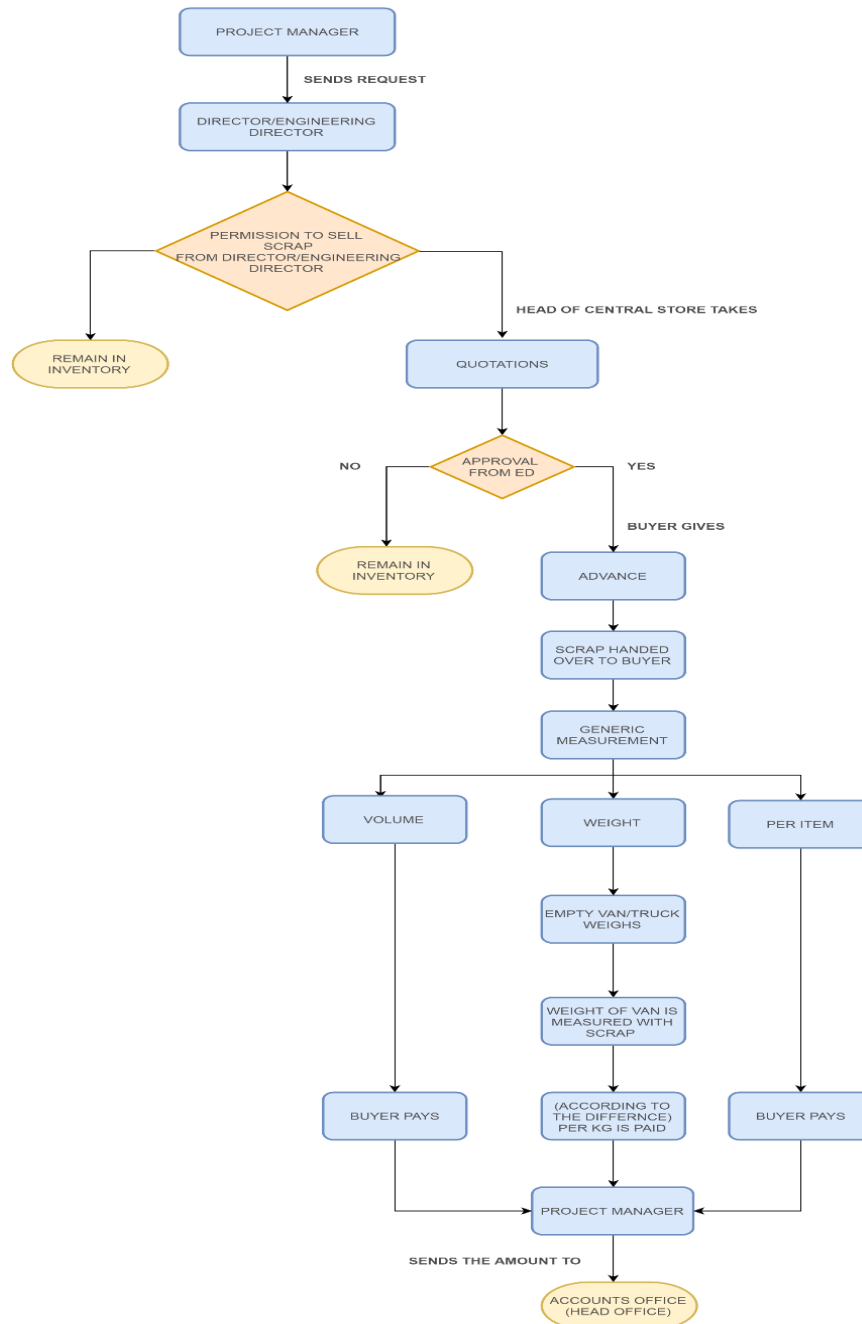 PROJECT MANAGER
SENDS REQUEST
DIRECTOR/ENGINEERING
DIRECTOR
PERMISSION TO SELL
SCRAP
FROM DIRECTOR/ENGINEERING
DIRECTOR
HEAD OF CENTRAL STORE TAKES
REMAIN IN
INVENTORY
QUOTATIONS
NO
APPROVAL
FROM ED
YES
BUYER GIVES
REMAIN IN
INVENTORY
ADVANCE
SCRAP HANDED
OVER TO BUYER
GENERIC
MEASUREMENT
VOLUME
WEIGHT
PER ITEM
EMPTY VAN/TRUCK
WEIGHS
WEIGHT OF VAN IS
MEASURED WITH
SCRAP
BUYER PAYS
(ACCORDING TO
THE DIFFERNCE)
PER KG IS PAID
BUYER PAYS
PROJECT MANAGER
SENDS THE AMOUNT TO
ACCOUNTS OFFICE
(HEAD OFFICE)